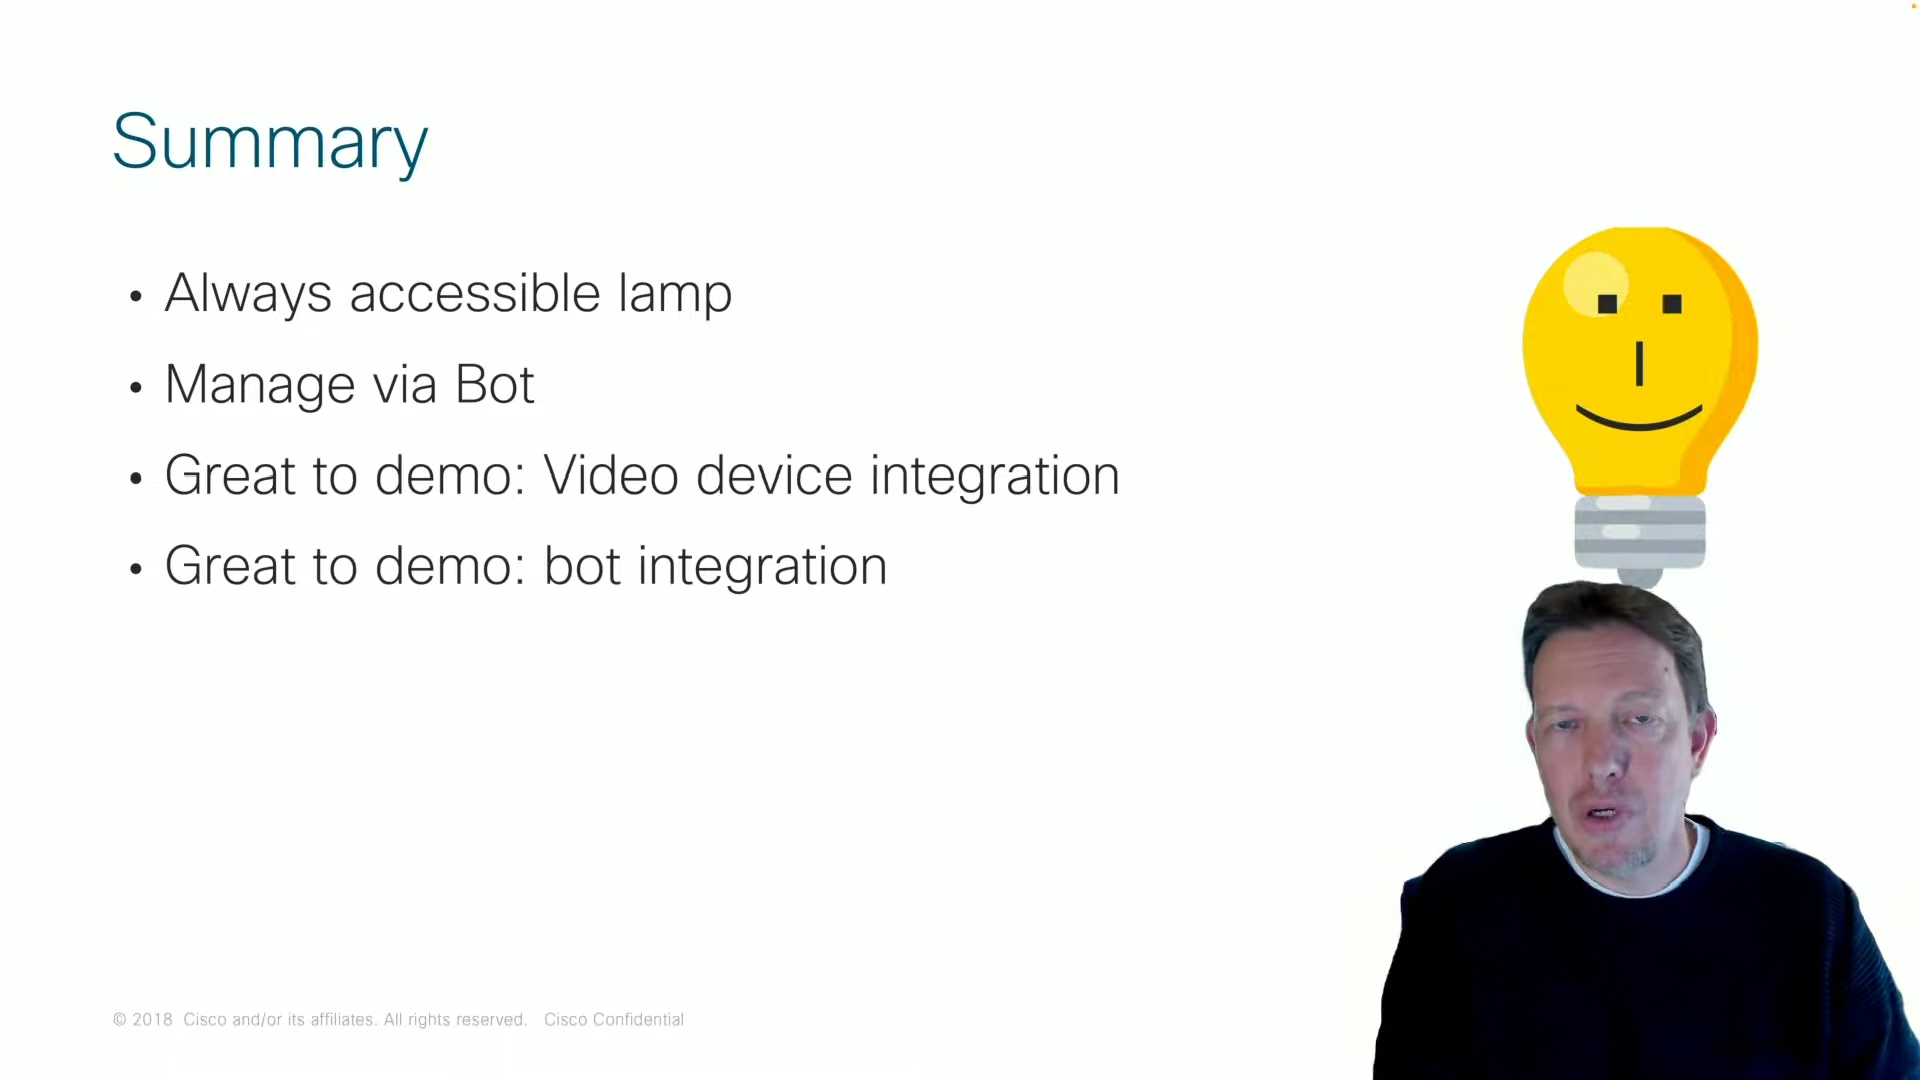 Summary
• Always accessible lamp
• Manage via Bot
• Great to demo: Video device integration
• Great to demo: bot integration
© 2018 Cisco and/or its affiliates. All rights reserved. Cisco Confidential